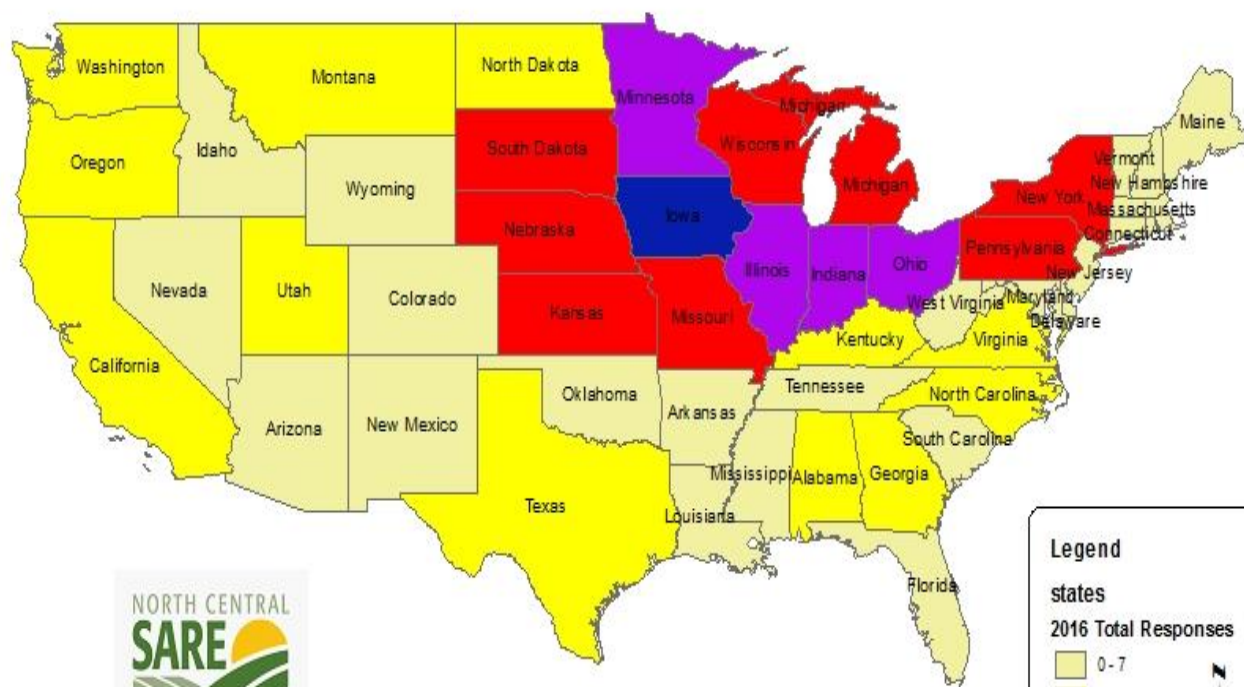 Washington
Montana
North Dakota
Minnesota
Michigan
Maine
Oregon
Idaho
South Dakota
Wisconsin
Vermont
Wyoming
Michigan
New York
New Hampshire
Massachusetts
Nebraska
Iowa
Connecticut
Pennsylvania
Nevada
Utah
Colorado
Illinois
Indiana
Ohio
New Jersey
Kansas
Missouri
West Virginia
Maryland
Delaware
California
Kentucky
Virginia
Oklahoma
Tennessee
North Carolina
Arizona
New Mexico
Arkansas
South Carolina
Mississippi
Alabama
Georgia
Texas
Louisiana
Florida
Legend
states
2016 Total Responses
0 - 7
N
NORTH CENTRAL
SARE